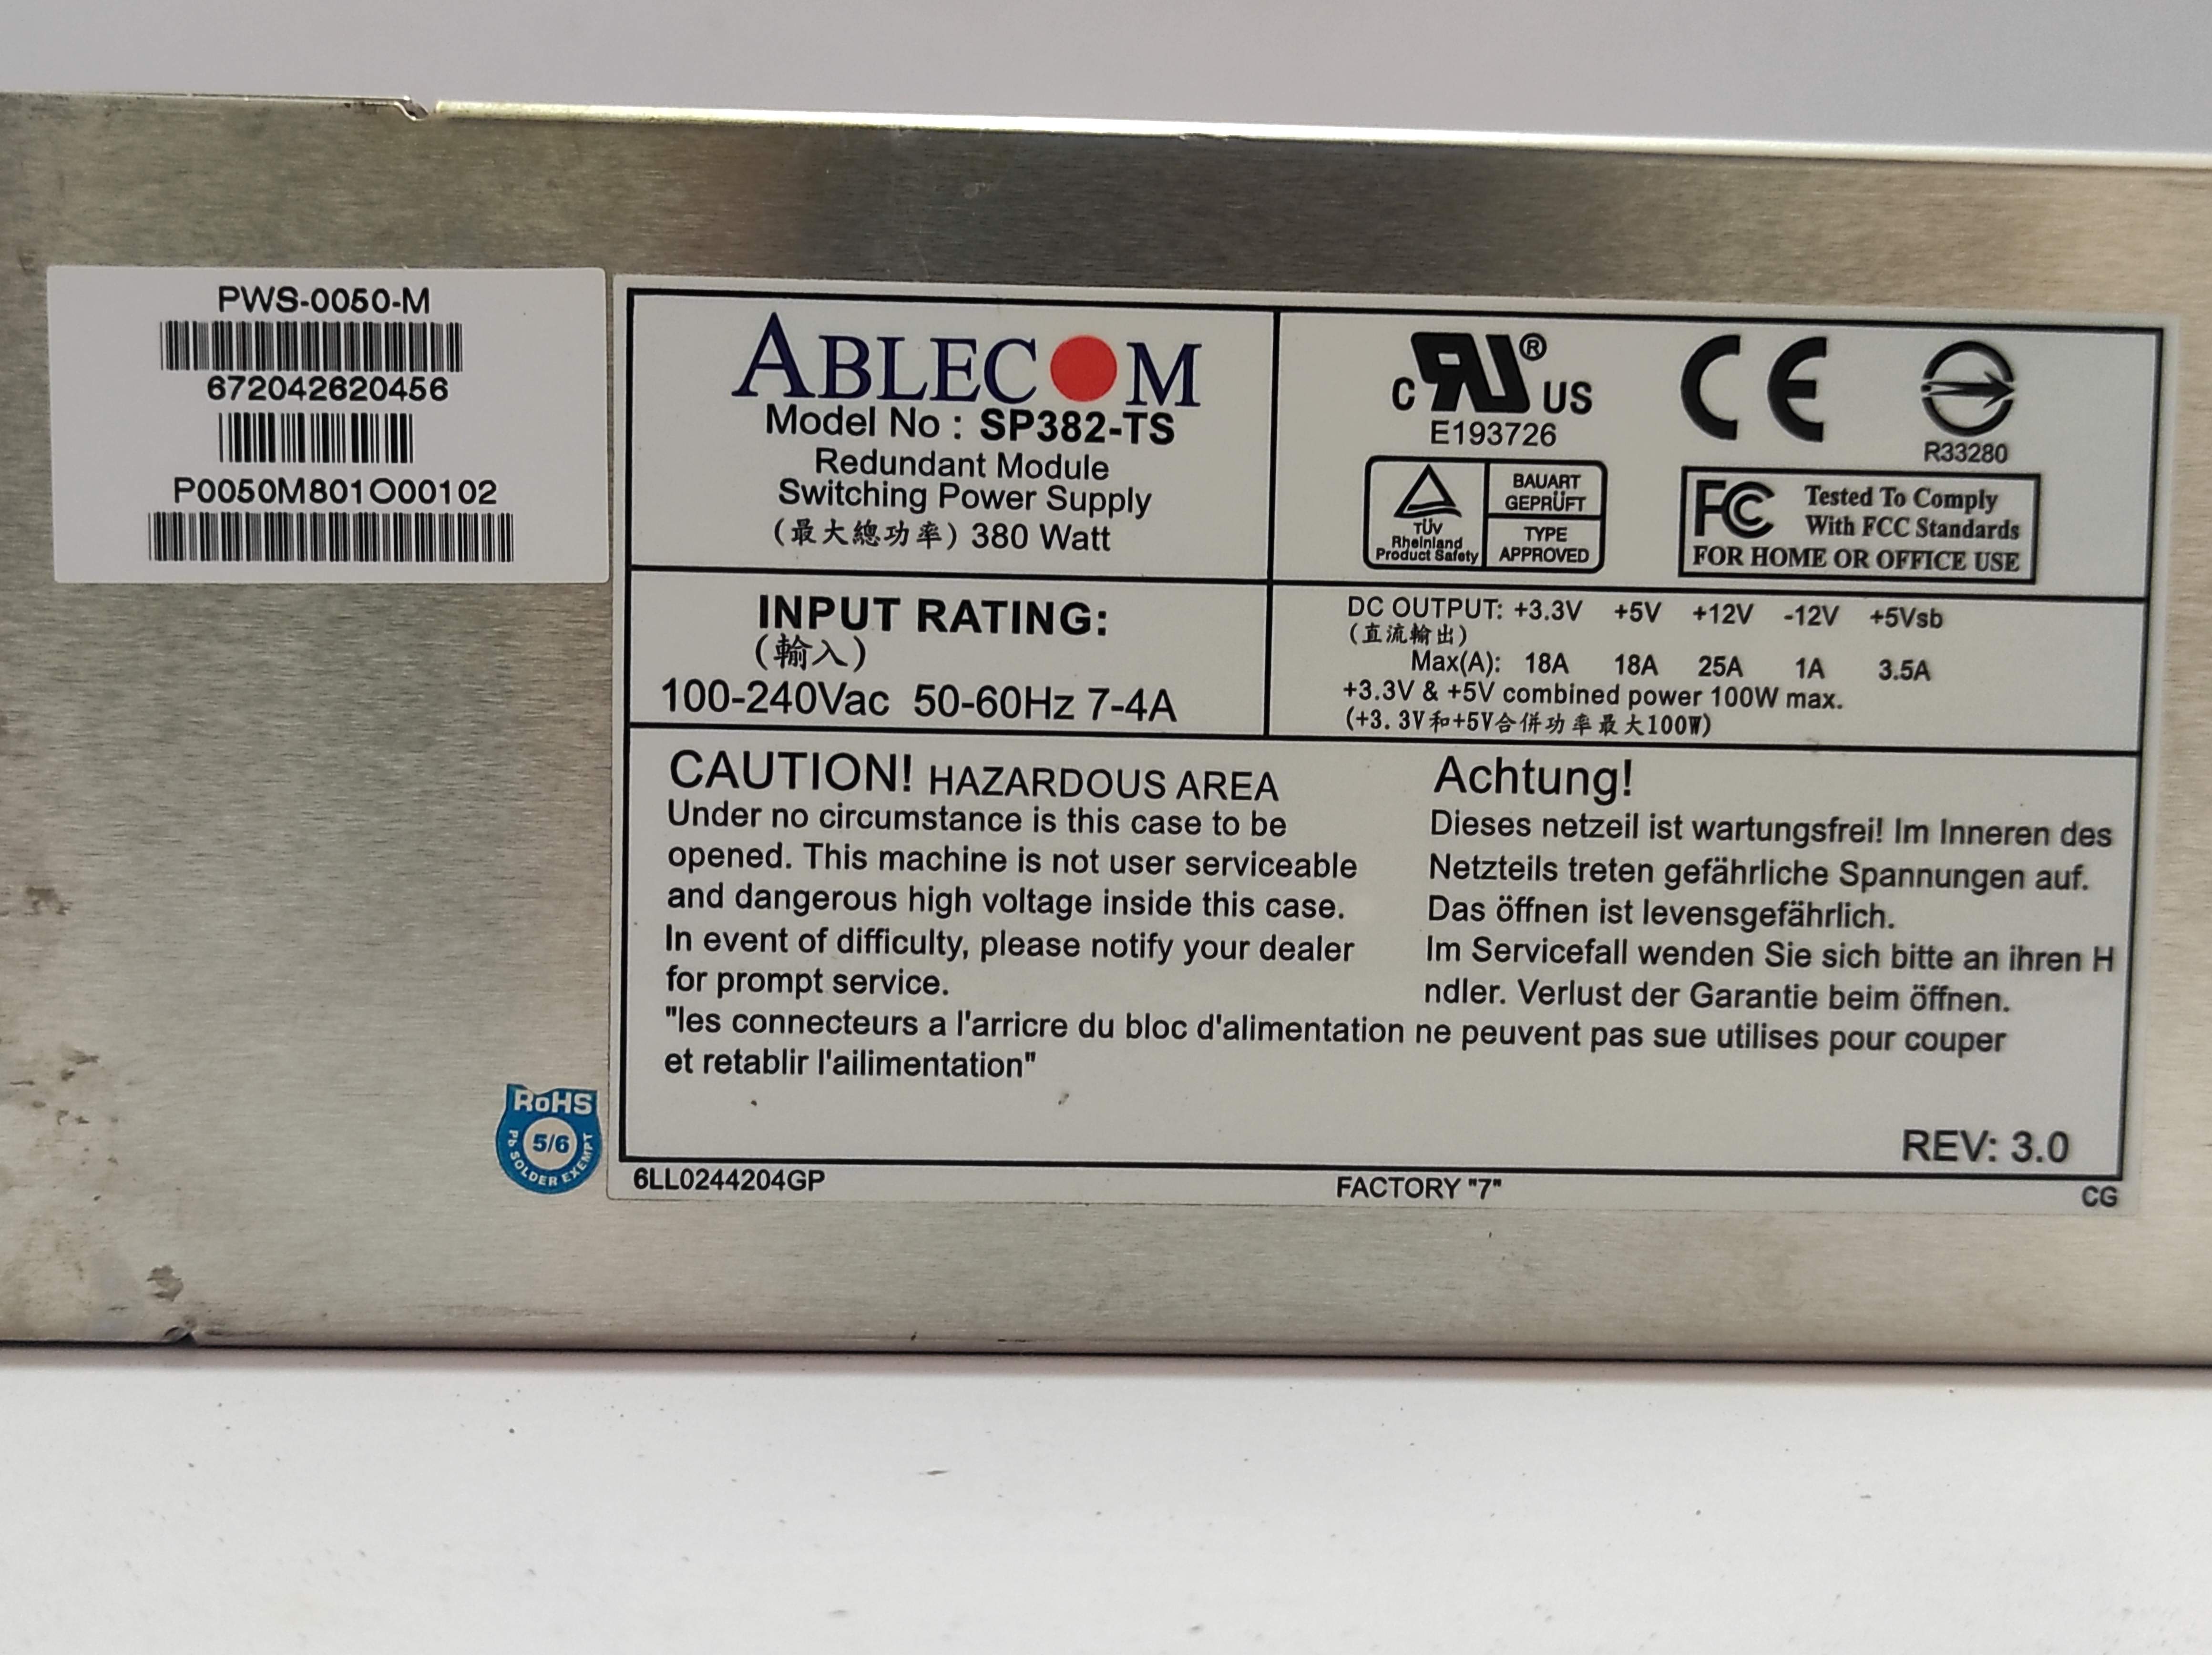 PWS-0050-M
672042620456
P0050M801O00102
ABLECOM
Model No : SP382-TS
Redundant Module
Switching Power Supply
(最大總功率) 380 Watt
C RU ® US
E193726
CE
R33280
TÜV
Rheinland
Product Safety
BAUART
GEPRÜFT
TYPE
APPROVED
FC Tested To Comply
With FCC Standards
FOR HOME OR OFFICE USE
INPUT RATING:
(輸入)
100-240Vac 50-60Hz 7-4A
DC OUTPUT: +3.3V +5V +12V -12V +5Vsb
(直流輸出)
Max(A): 18A 18A 25A 1A 3.5A
+3.3V & +5V combined power 100W max.
(+3.3V和+5V合併功率最大100W)
CAUTION! HAZARDOUS AREA
Under no circumstance is this case to be
opened. This machine is not user serviceable
and dangerous high voltage inside this case.
In event of difficulty, please notify your dealer
for prompt service.
Achtung!
Dieses netzeil ist wartungsfrei! Im Inneren des
Netzteils treten gefährliche Spannungen auf.
Das öffnen ist levensgefährlich.
Im Servicefall wenden Sie sich bitte an ihren H
ndler. Verlust der Garantie beim öffnen.
"les connecteurs a l'arricre du bloc d'alimentation ne peuvent pas sue utilises pour couper
et retablir l'ailimentation"
REV: 3.0
RoHS
5/6
Pb SOLDER EXEMPT
6LL0244204GP
FACTORY "7"
CG